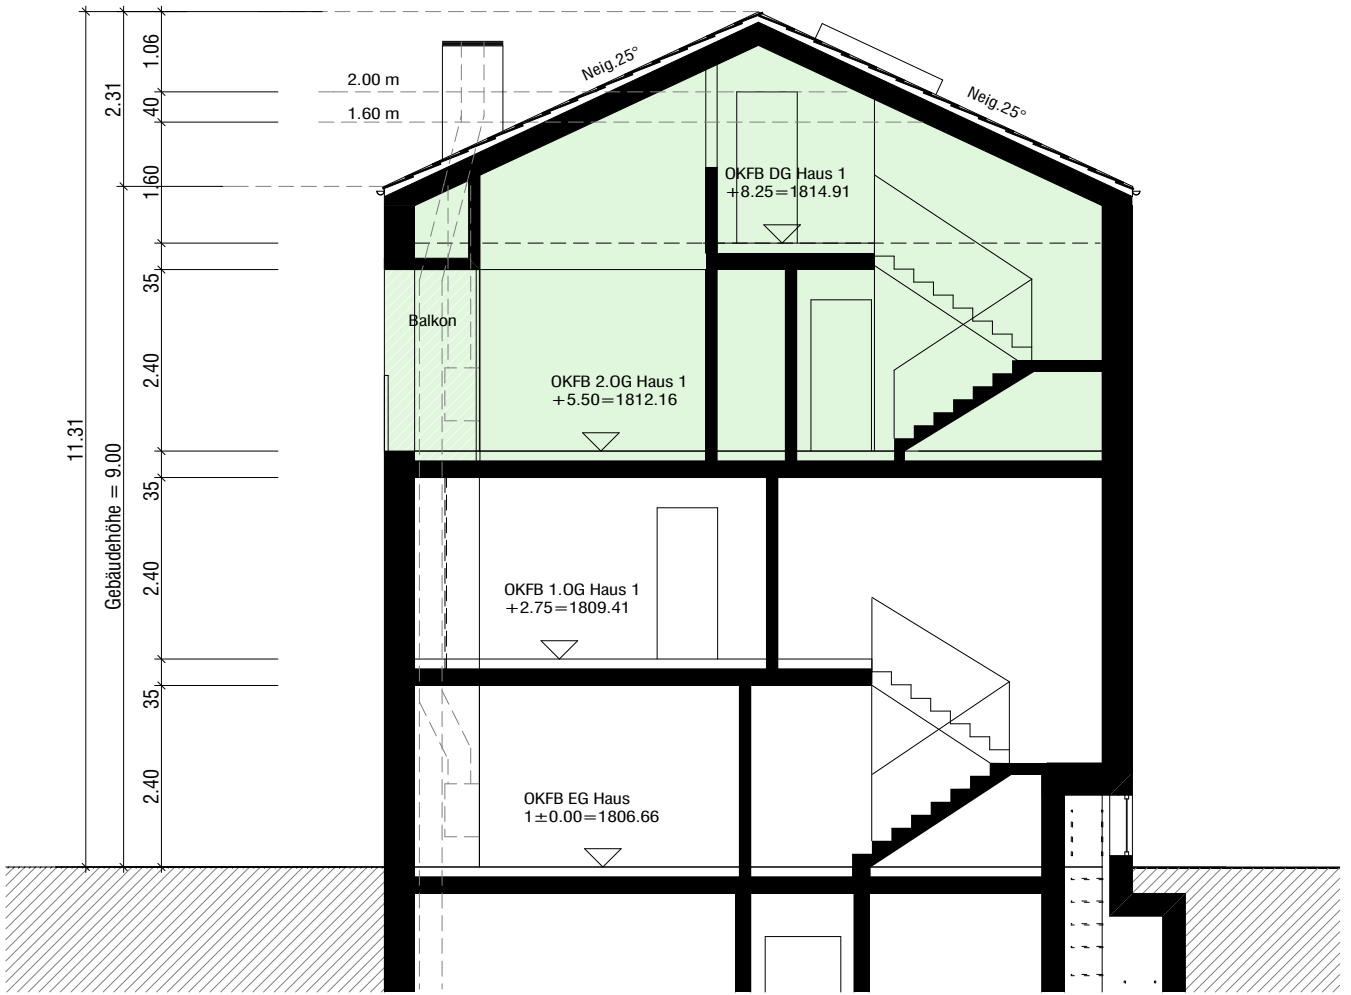 1.06
2.31
40
1.60
35
2.40
11.31
Gebäudehöhe = 9.00
35
2.40
35
2.40
2.00 m
1.60 m
Neig.25°
Neig.25°
OKFB DG Haus 1
+8.25=1814.91
Balkon
OKFB 2.OG Haus 1
+5.50=1812.16
OKFB 1.OG Haus 1
+2.75=1809.41
OKFB EG Haus
1±0.00=1806.66